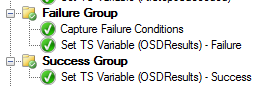 Failure Group
Capture Failure Conditions
Set TS Variable (OSDResults) - Failure
Success Group
Set TS Variable (OSDResults) - Success